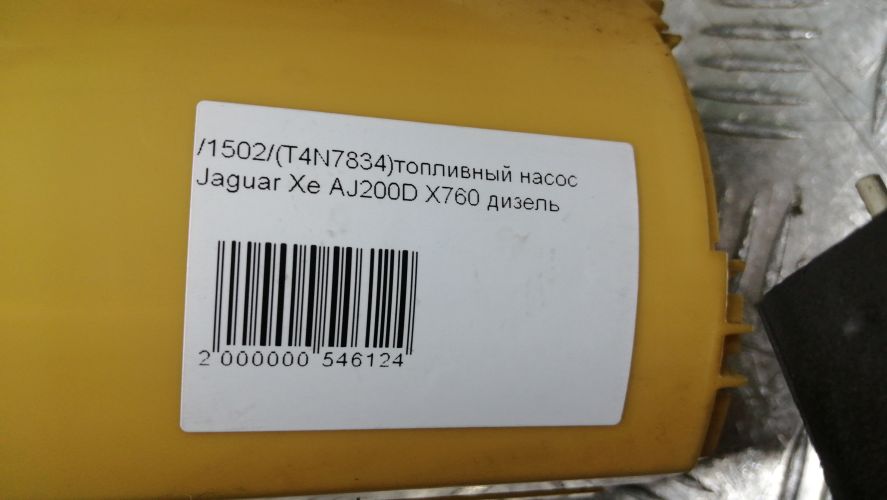 /1502/(T4N7834)топливный насос
Jaguar Xe AJ200D X760 дизель
2 000000 546124